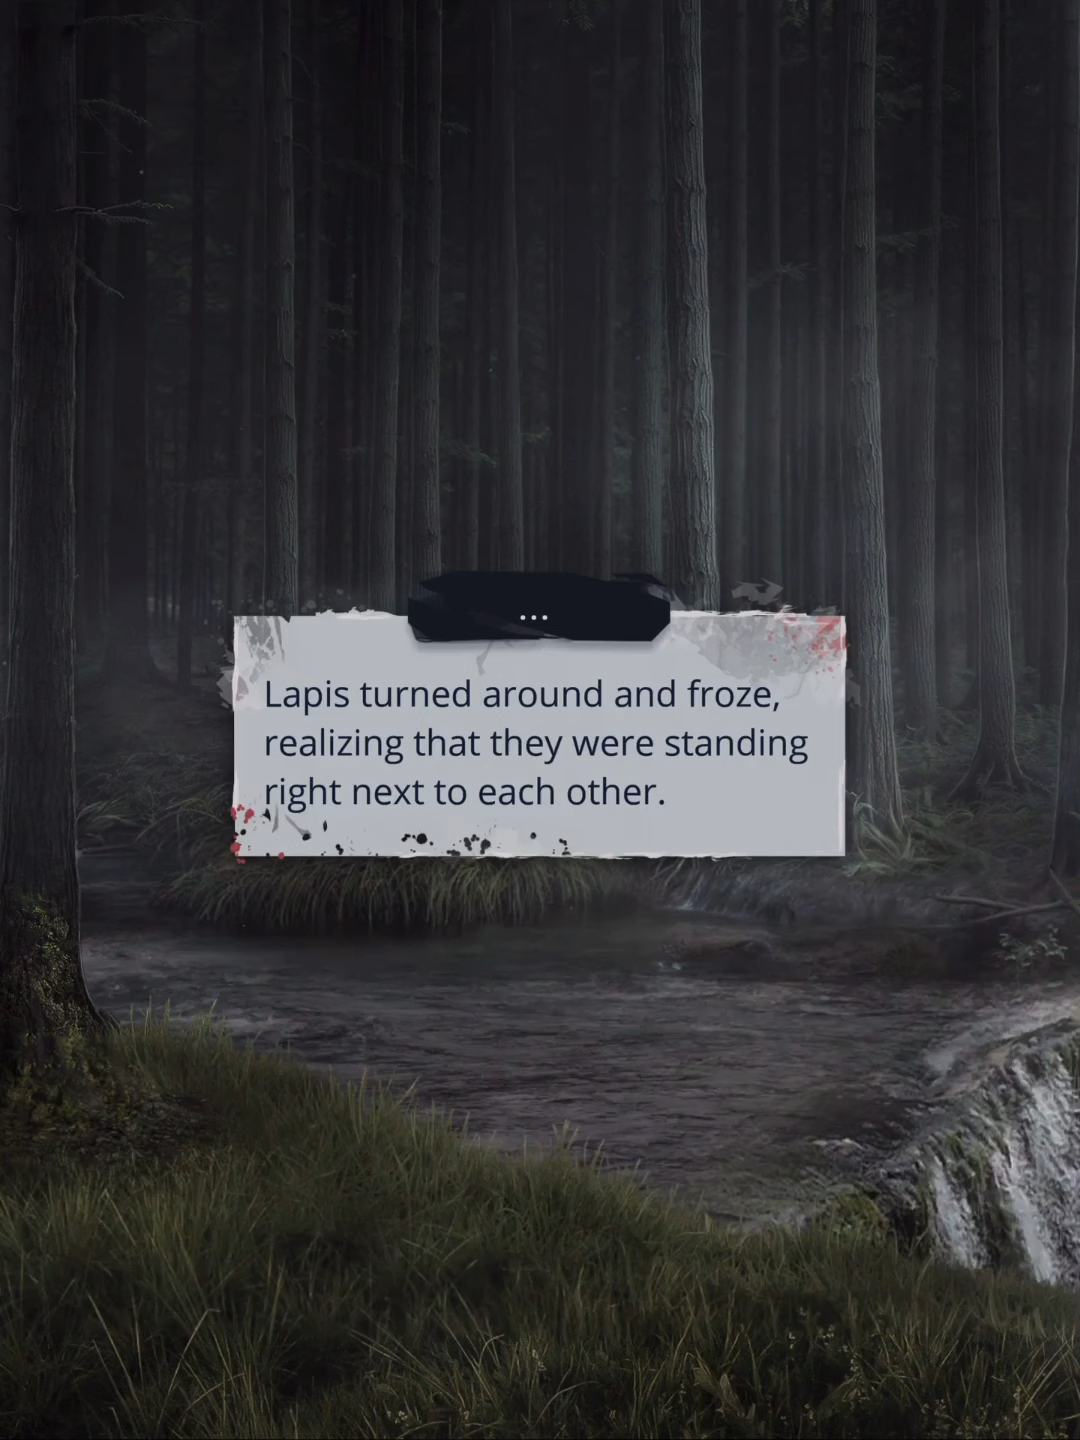 ...
Lapis turned around and froze,
realizing that they were standing
right next to each other.